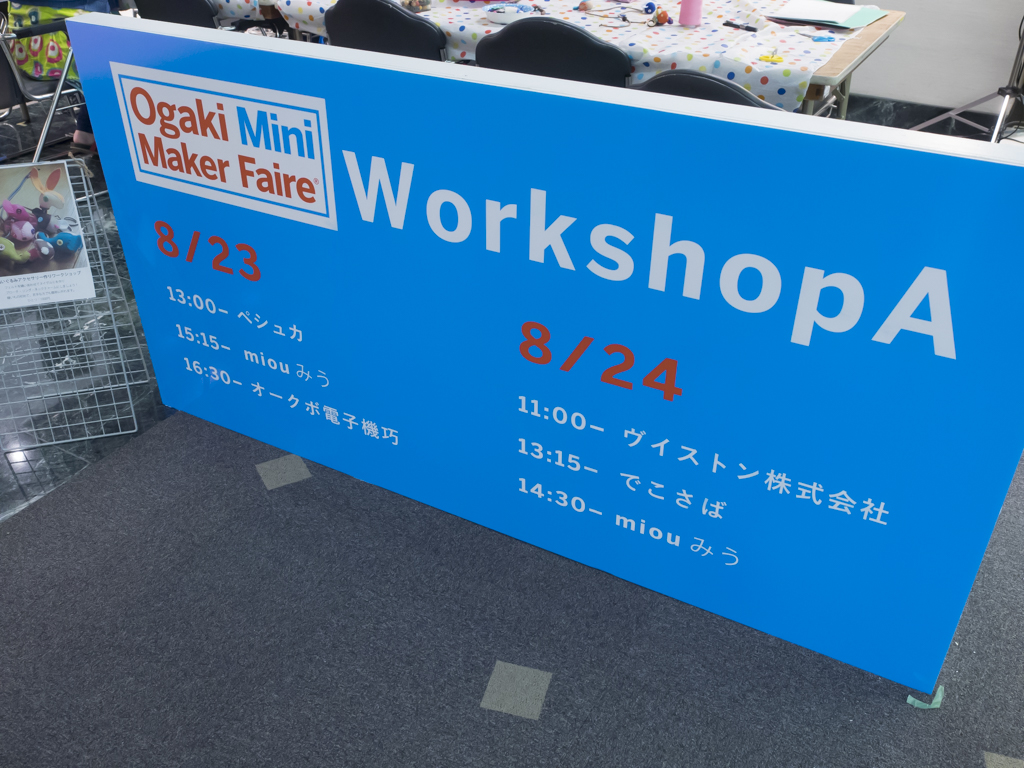 Ogaki Mini
Maker Faire
WorkshopA
8/23
13:00– ペシュカ
15:15– miou みう
16:30– オークボ電子機巧
8/24
11:00– ヴイストン株式会社
13:15– でこさば
14:30– miou みう